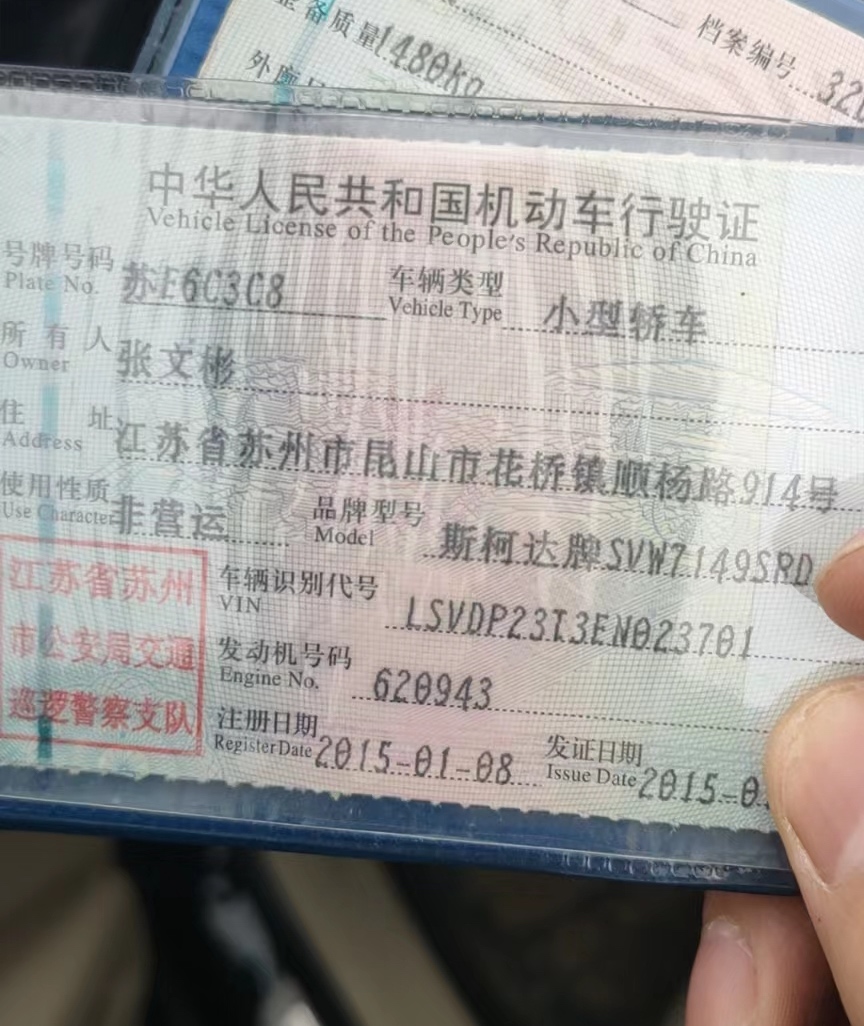 整备质量 1480kg
档案编号 32
外廓
中华人民共和国机动车行驶证
Vehicle License of the People's Republic of China
号牌号码 苏E6C3C8 车辆类型 小型轿车
Plate No. Vehicle Type
所有人 张文彬
Owner
住址 江苏省苏州市昆山市花桥镇顺杨路914号
Address
使用性质 非营运 品牌型号 斯柯达牌SVW7149SRD
Use Character Model
江苏省苏州
市公安局交通
巡逻警察支队
车辆识别代号 LSVDP23T3EN023701
VIN
发动机号码 620943
Engine No.
注册日期 2015-01-08 发证日期 2015-0
Register Date Issue Date